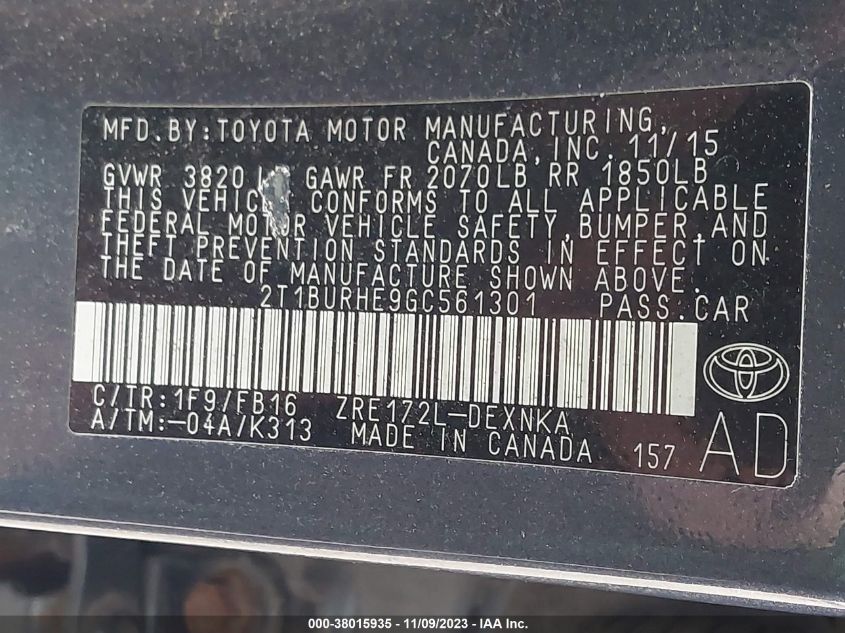 MFD.BY:TOYOTA MOTOR MANUFACTURING,
CANADA,INC. 11/15
GVWR 3820 GAWR FR 2070LB RR 1850LB
THIS VEHIC CONFORMS TO ALL APPLICABLE
FEDERAL MOTOR VEHICLE SAFETY,BUMPER,AND
THEFT PREVENTION STANDARDS IN EFFECT ON
THE DATE OF MANUFACTURE SHOWN ABOVE.
2T1BURHE9GC561301 PASS.CAR
C/TR:1F9/FB16 ZRE172L-DEXNKA
A/TM:-04A/K313 MADE IN CANADA 157 AD
000-38015935 - 11/09/2023 - IAA Inc.